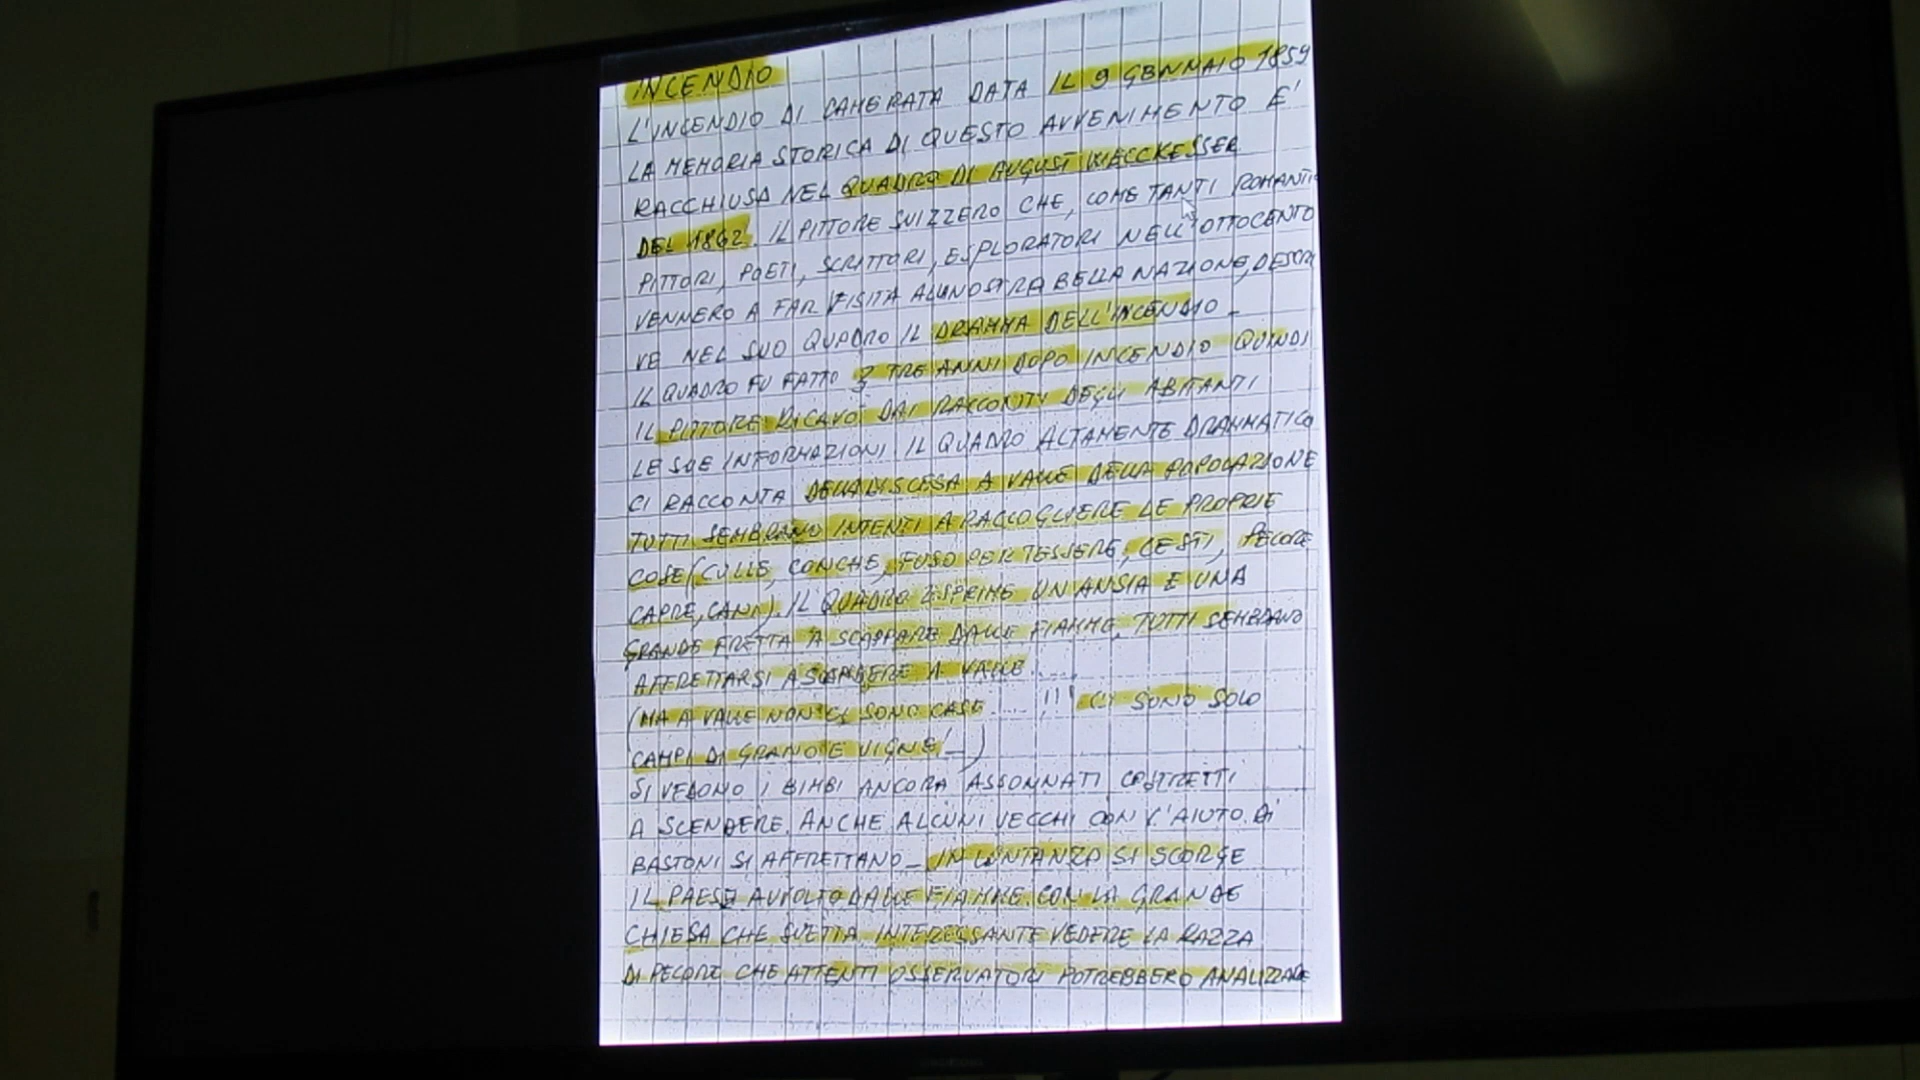 INCENDIO
L'INCENDIO DI CAMERATA DATA IL 9 GENNAIO 1859
LA MEMORIA STORICA DI QUESTO AVVENIMENTO E'
RACCHIUSA NEL QUADRO DI AUGUST WECKESSER
DEL 1862. IL PITTORE SVIZZERO CHE, COME TANTI ROMANTI
PITTORI, POETI, SCRITTORI, ESPLORATORI NELL'OTTOCENTO
VENNERO A FAR VISITA ALLA NOSTRA BELLA NAZIONE, DESCRI
VE NEL SUO QUADRO IL DRAMMA DELL'INCENDIO _
IL QUADRO FU FATTO 3 TRE ANNI DOPO INCENDIO QUINDI
IL PITTORE RICAVO' DAI RACCONTI DEGLI ABITANTI
LE SUE INFORMAZIONI. IL QUADRO ALTAMENTE DRAMMATICO
CI RACCONTA DELLA DISCESA A VALLE DELLA POPOLAZIONE
TUTTI SEMBRANO INTENTI A RACCOGLIERE LE PROPRIE
COSE (CULLE, CONCHE, FUSO PER TESSERE, CESTI, PECORE
CAPRE, CANI). IL QUADRO ESPRIME UN ANSIA E UNA
GRANDE FRETTA A SCAPPARE DALLE FIAMME. TUTTI SEMBRANO
AFFRETTARSI A SCENDERE A VALLE....
(MA A VALLE NON CI SONO CASE .... !!! CI SONO SOLO
CAMPI DI GRANO E VIGNE!_)
SI VEDONO I BIMBI ANCORA ASSONNATI COSTRETTI
A SCENDERE. ANCHE ALCUNI VECCHI CON L'AIUTO DI
BASTONI SI AFFRETTANO _ IN LONTANZA SI SCORGE
IL PAESE AVVOLTO DALLE FIAMME CON LA GRANDE
CHIESA CHE SVETTA. INTERESSANTE VEDERE LA RAZZA
DI PECORE CHE ATTENTI OSSERVATORI POTREBBERO ANALIZZARE